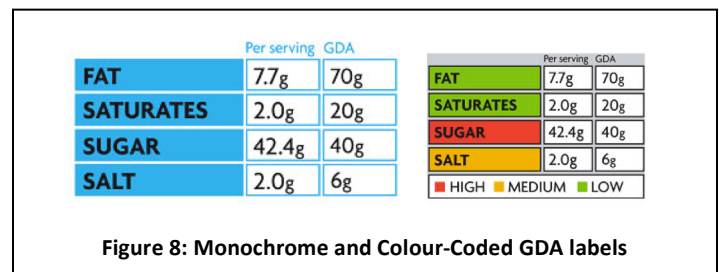 Per serving GDA
FAT 7.7g 70g
SATURATES 2.0g 20g
SUGAR 42.4g 40g
SALT 2.0g 6g
Per serving GDA
FAT 7.7g 70g
SATURATES 2.0g 20g
SUGAR 42.4g 40g
SALT 2.0g 6g
HIGH MEDIUM LOW
Figure 8: Monochrome and Colour-Coded GDA labels